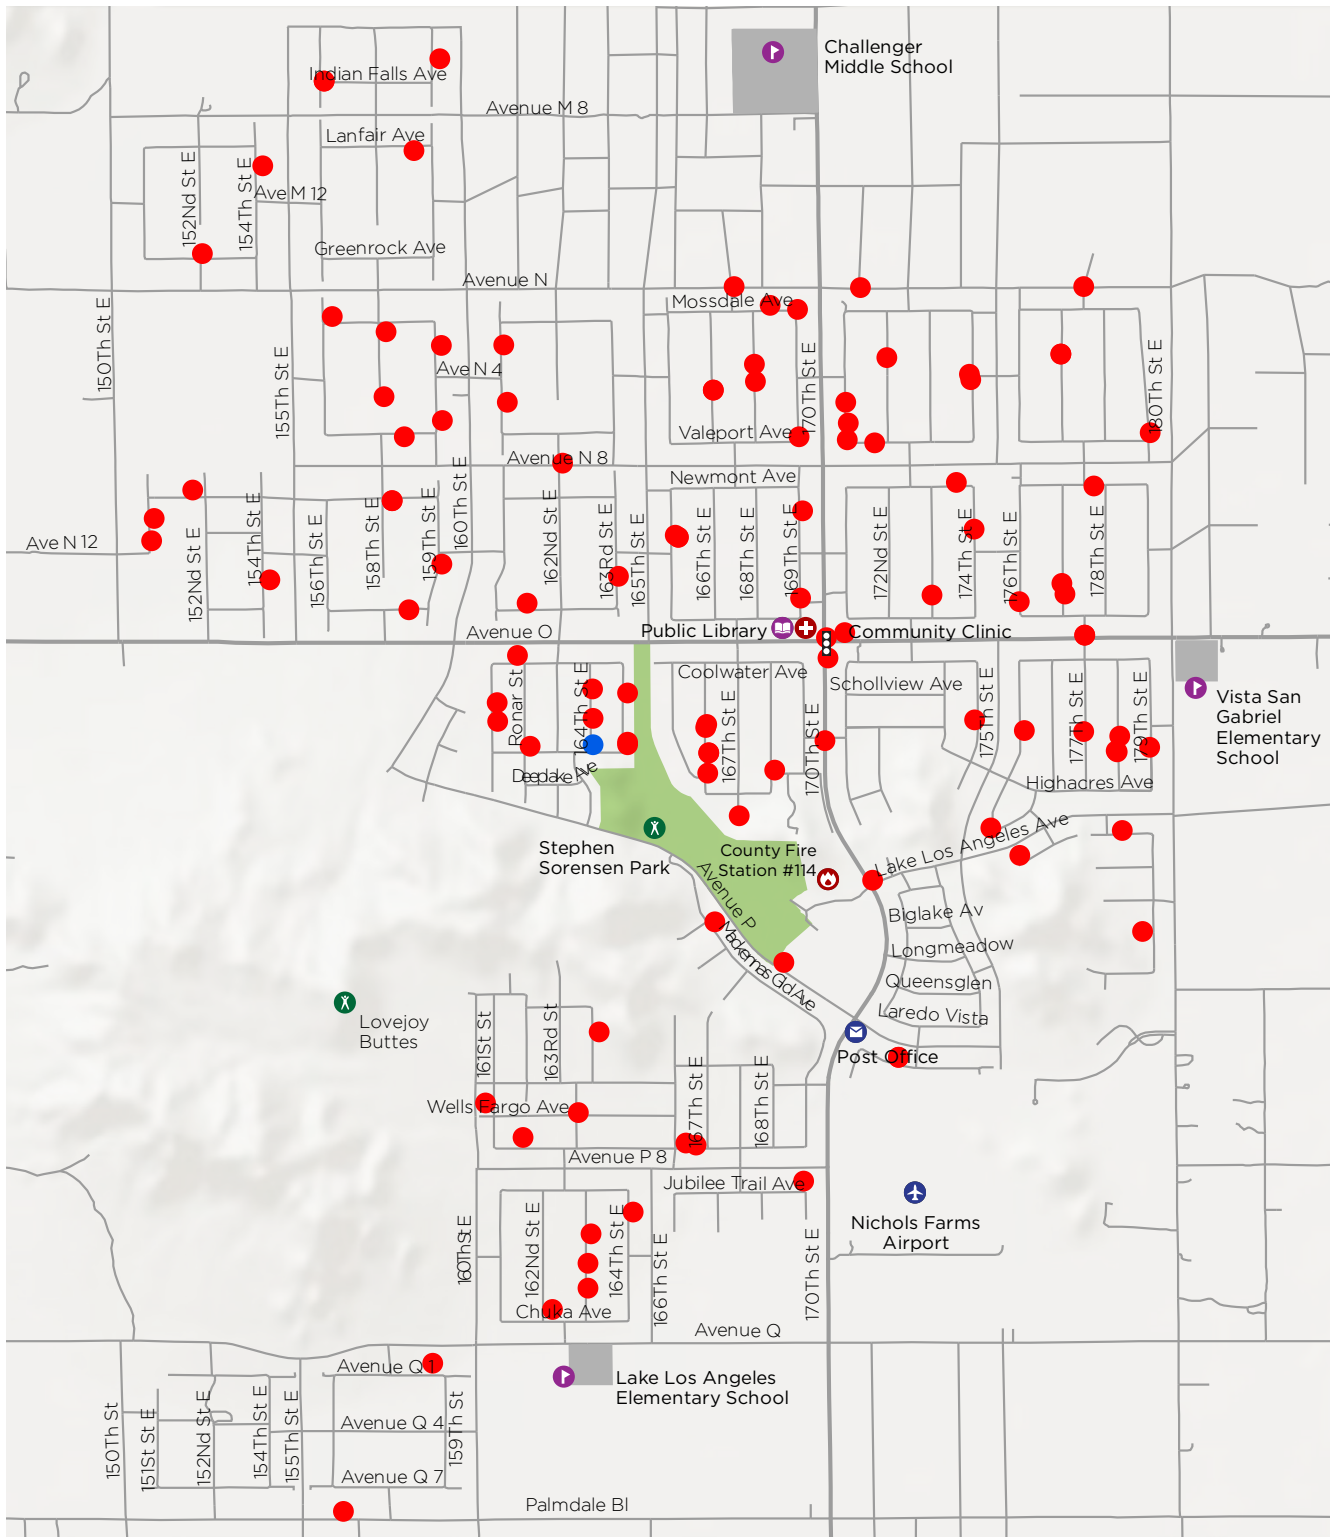 Challenger
Middle School
Indian Falls Ave
Avenue M 8
Lanfair Ave
152Nd St E
154Th St E
Ave M 12
Greenrock Ave
Avenue N
150Th St E
Mossdale Ave
155Th St E
Ave N 4
170Th St E
180Th St E
Valeport Ave
Avenue N 8
160Th St E
Newmont Ave
Ave N 12
152Nd St E
154Th St E
156Th St E
158Th St E
159Th St E
162Nd St E
163Rd St E
165Th St E
166Th St E
168Th St E
169Th St E
172Nd St E
174Th St E
176Th St E
178Th St E
Avenue O
Public Library
Community Clinic
Ronar St
164Th St E
Coolwater Ave
167Th St E
170Th St E
Schollview Ave
175Th St E
177Th St E
179Th St E
Vista San
Gabriel
Elementary
School
Deeplake Ave
Highacres Ave
Stephen
Sorensen Park
County Fire
Station #114
Lake Los Angeles Ave
Avenue P
Mackennas Gld Ave
Biglake Av
Longmeadow
Queensglen
Laredo Vista
Lovejoy
Buttes
161St St
163Rd St
Post Office
Wells Fargo Ave
167Th St E
168Th St E
Avenue P 8
Jubilee Trail Ave
Nichols Farms
Airport
160Th St E
162Nd St E
164Th St E
166Th St E
170Th St E
Chuka Ave
Avenue Q
Avenue Q 1
Lake Los Angeles
Elementary School
150Th St
151St St E
152Nd St E
154Th St E
155Th St E
Avenue Q 4
159Th St
Avenue Q 7
Palmdale Bl